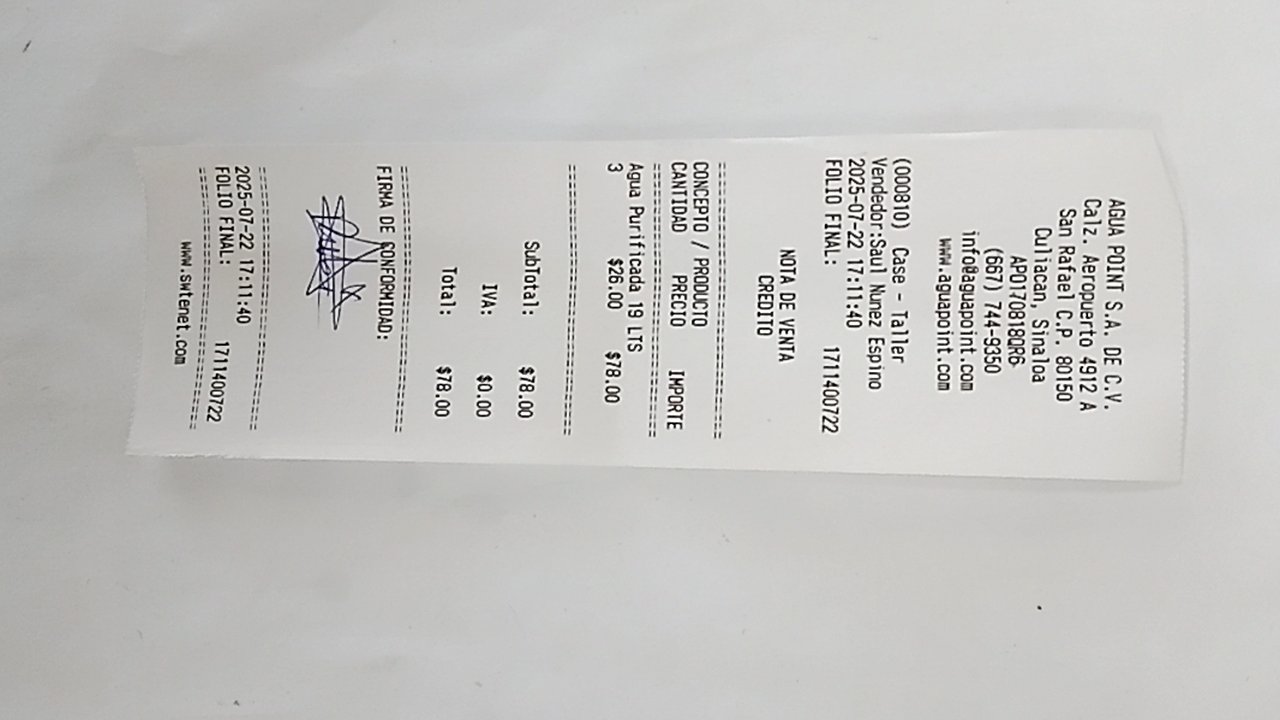 AGUA POINT S.A. DE C.V.
Calz. Aeropuerto 4912 A
San Rafael C.P. 80150
Culiacan, Sinaloa
APO170818QR6
(667) 744-9350
info@aguapoint.com
www.aguapoint.com
(000810) Case - Taller
Vendedor:Saul Nunez Espino
2025-07-22 17:11:40
FOLIO FINAL: 1711400722
NOTA DE VENTA
CREDITO
CONCEPTO / PRODUCTO
CANTIDAD PRECIO IMPORTE
Agua Purificada 19 LTS
3 $26.00 $78.00
SubTotal: $78.00
IVA: $0.00
Total: $78.00
FIRMA DE CONFORMIDAD:
2025-07-22 17:11:40
FOLIO FINAL: 1711400722
www.swtenet.com